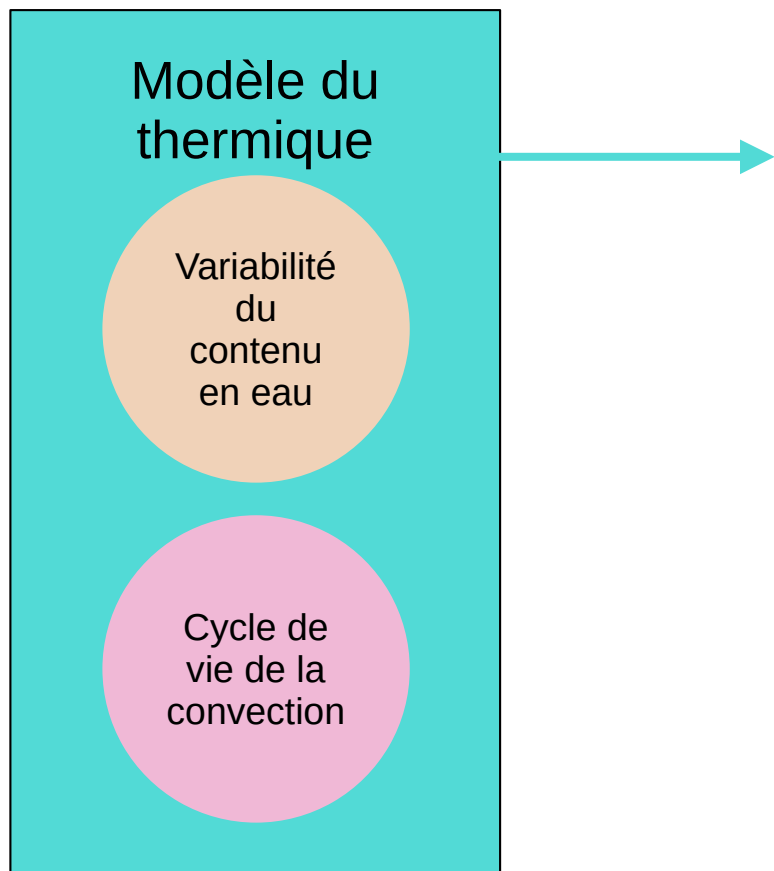 Modèle du
thermique
Variabilité
du
contenu
en eau
Cycle de
vie de la
convection